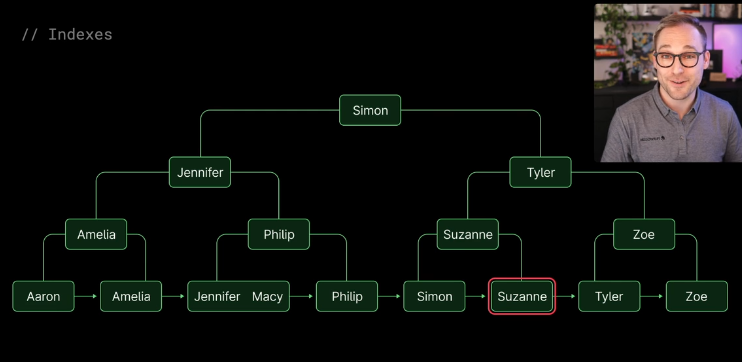 // Indexes
Simon
Jennifer Tyler
Amelia Philip Suzanne Zoe
Aaron Amelia Jennifer Macy Philip Simon Suzanne Tyler Zoe